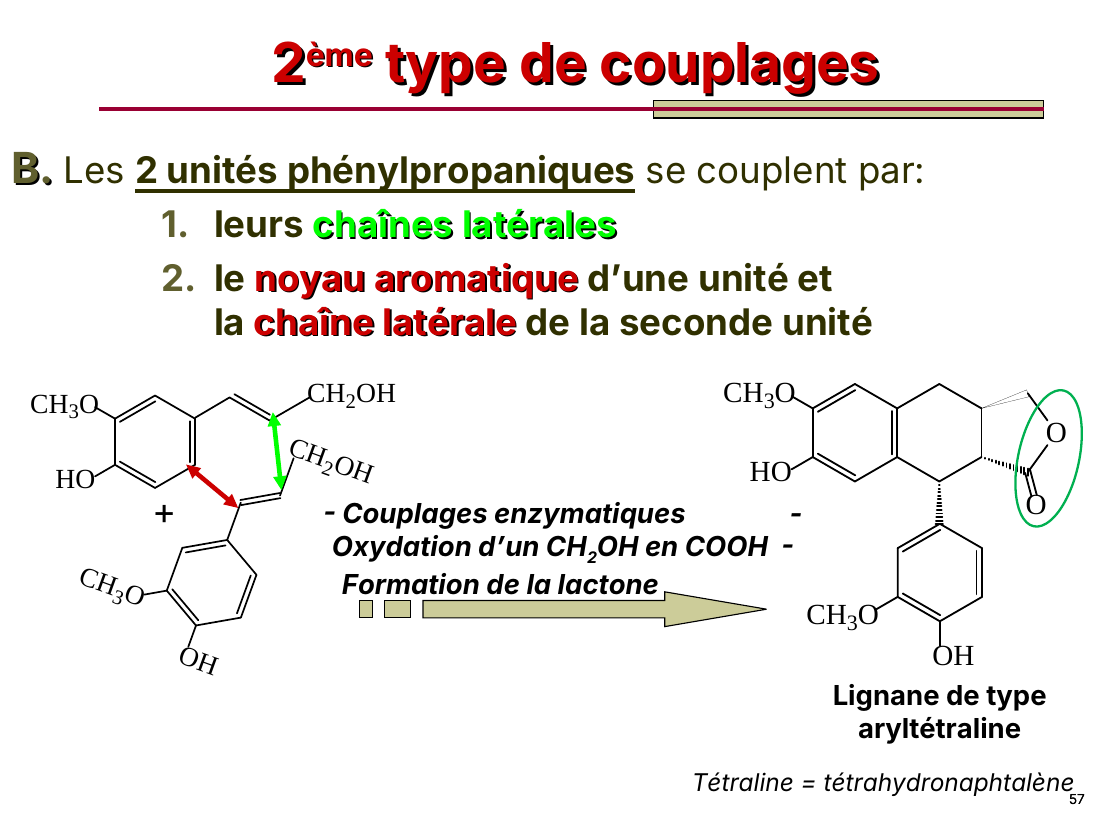 2ème type de couplages
B. Les 2 unités phénylpropaniques se couplent par:
1. leurs chaînes latérales
2. le noyau aromatique d’une unité et
la chaîne latérale de la seconde unité
CH3O
HO
CH2OH
CH2OH
+
CH3O
OH
- Couplages enzymatiques -
Oxydation d’un CH2OH en COOH -
Formation de la lactone
CH3O
HO
O
O
CH3O
OH
Lignane de type
aryltétraline
Tétraline = tétrahydronaphtalène
57